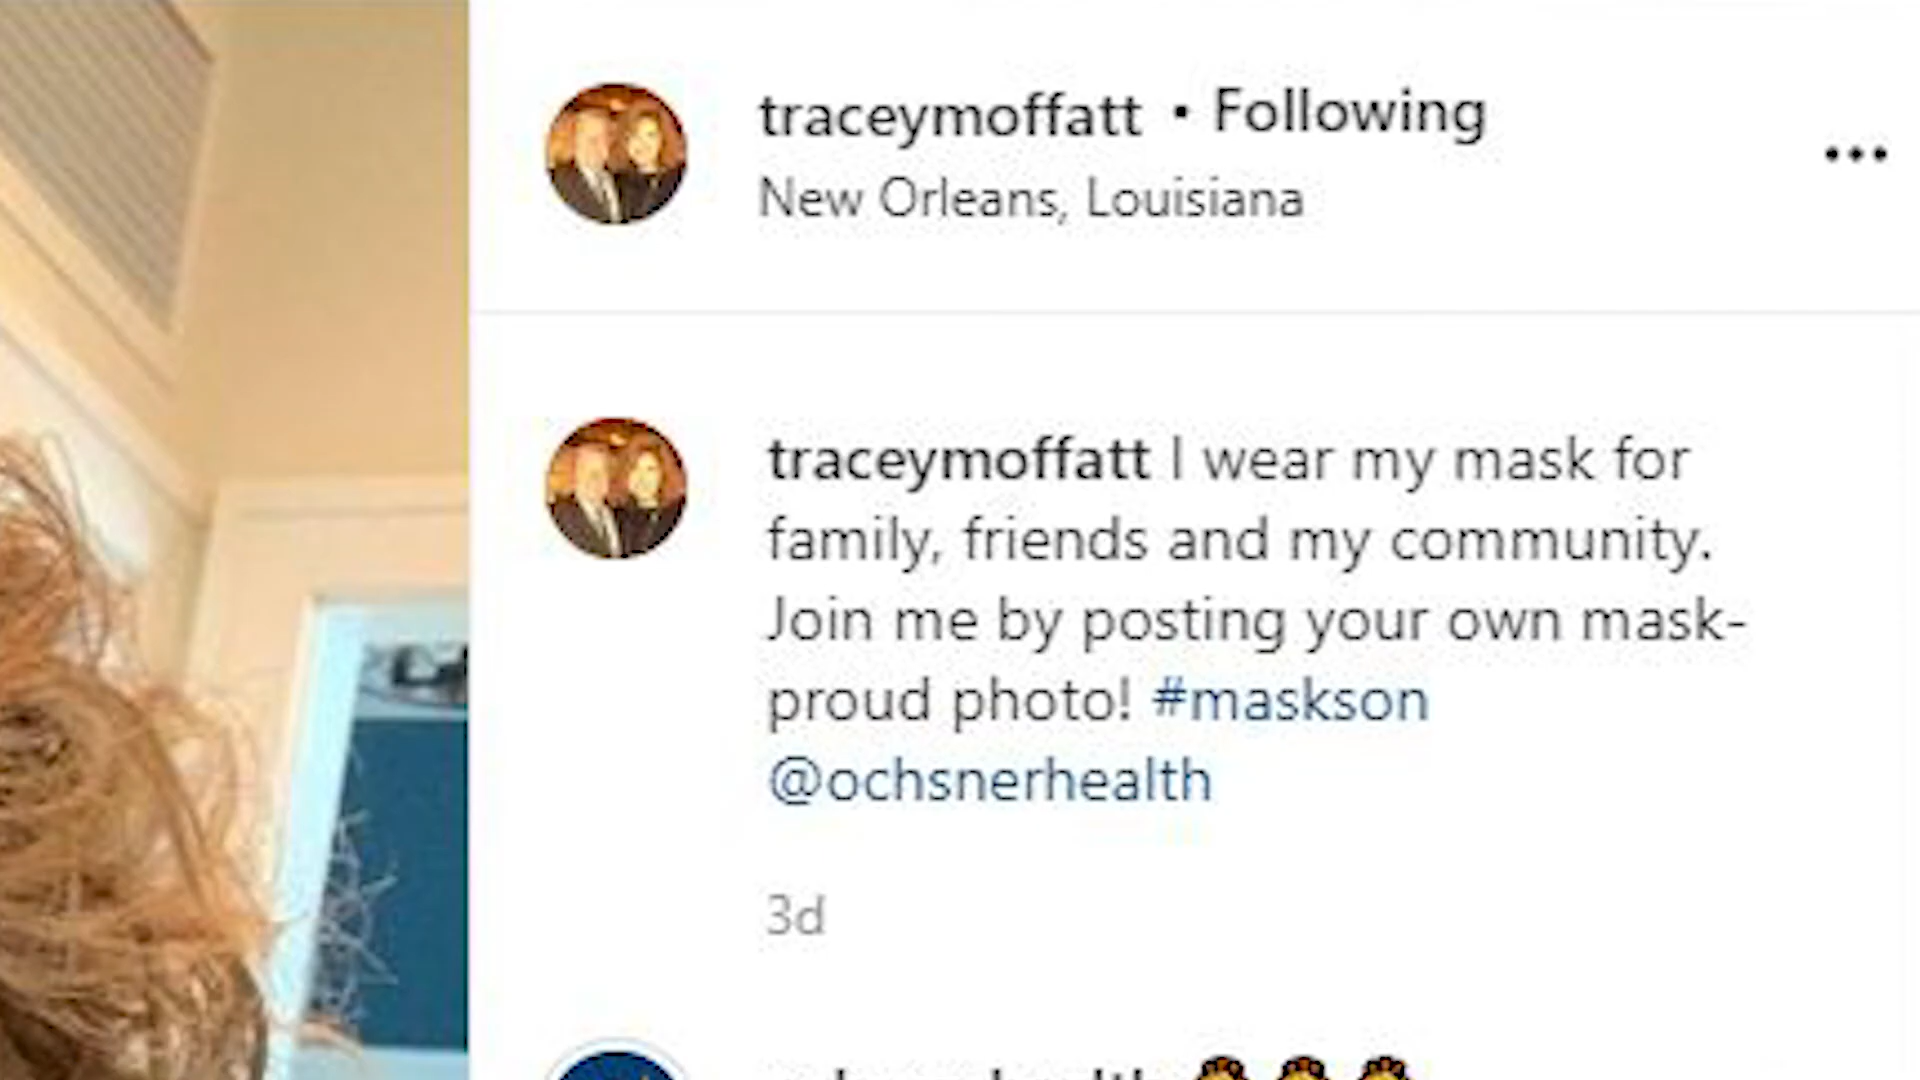 traceymoffatt • Following
New Orleans, Louisiana
traceymoffatt I wear my mask for
family, friends and my community.
Join me by posting your own mask-
proud photo! #maskson
@ochsnerhealth
3d